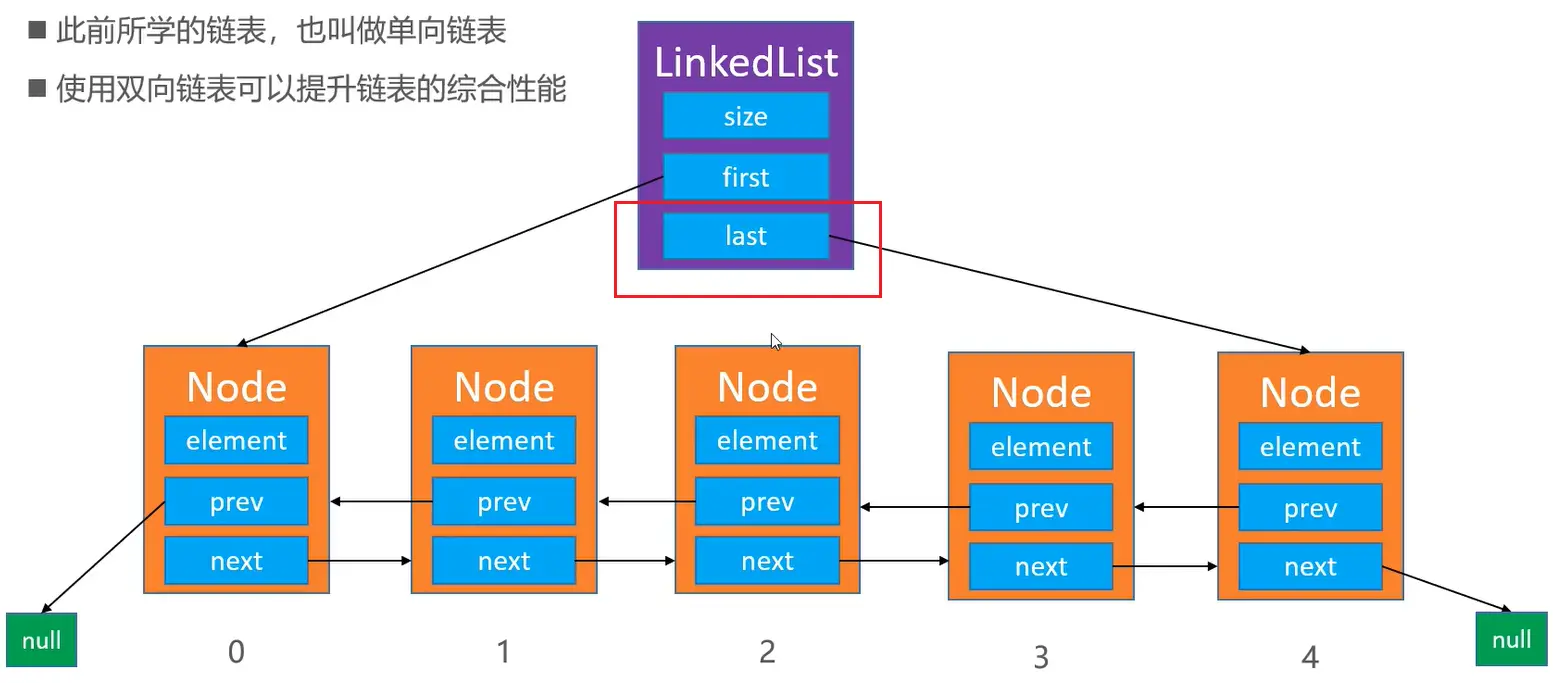 ■ 此前所学的链表，也叫做单向链表
■ 使用双向链表可以提升链表的综合性能
LinkedList
size
first
last
Node Node Node Node Node
element element element element element
prev prev prev prev prev
next next next next next
null null
0 1 2 3 4